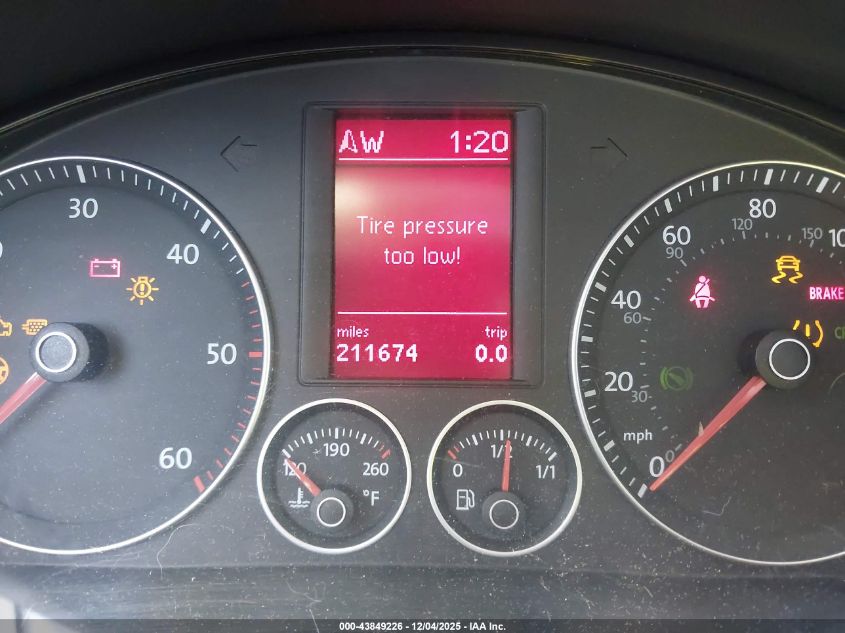 AW 1:20
Tire pressure
too low!
miles trip
211674 0.0
30
40
50
60
120 190 260
°F
0 1/2 1/1
0 20 40 60 80
30 60 90 120 150
mph
0
BRAKE
000-43849226 - 12/04/2025 - IAA Inc.